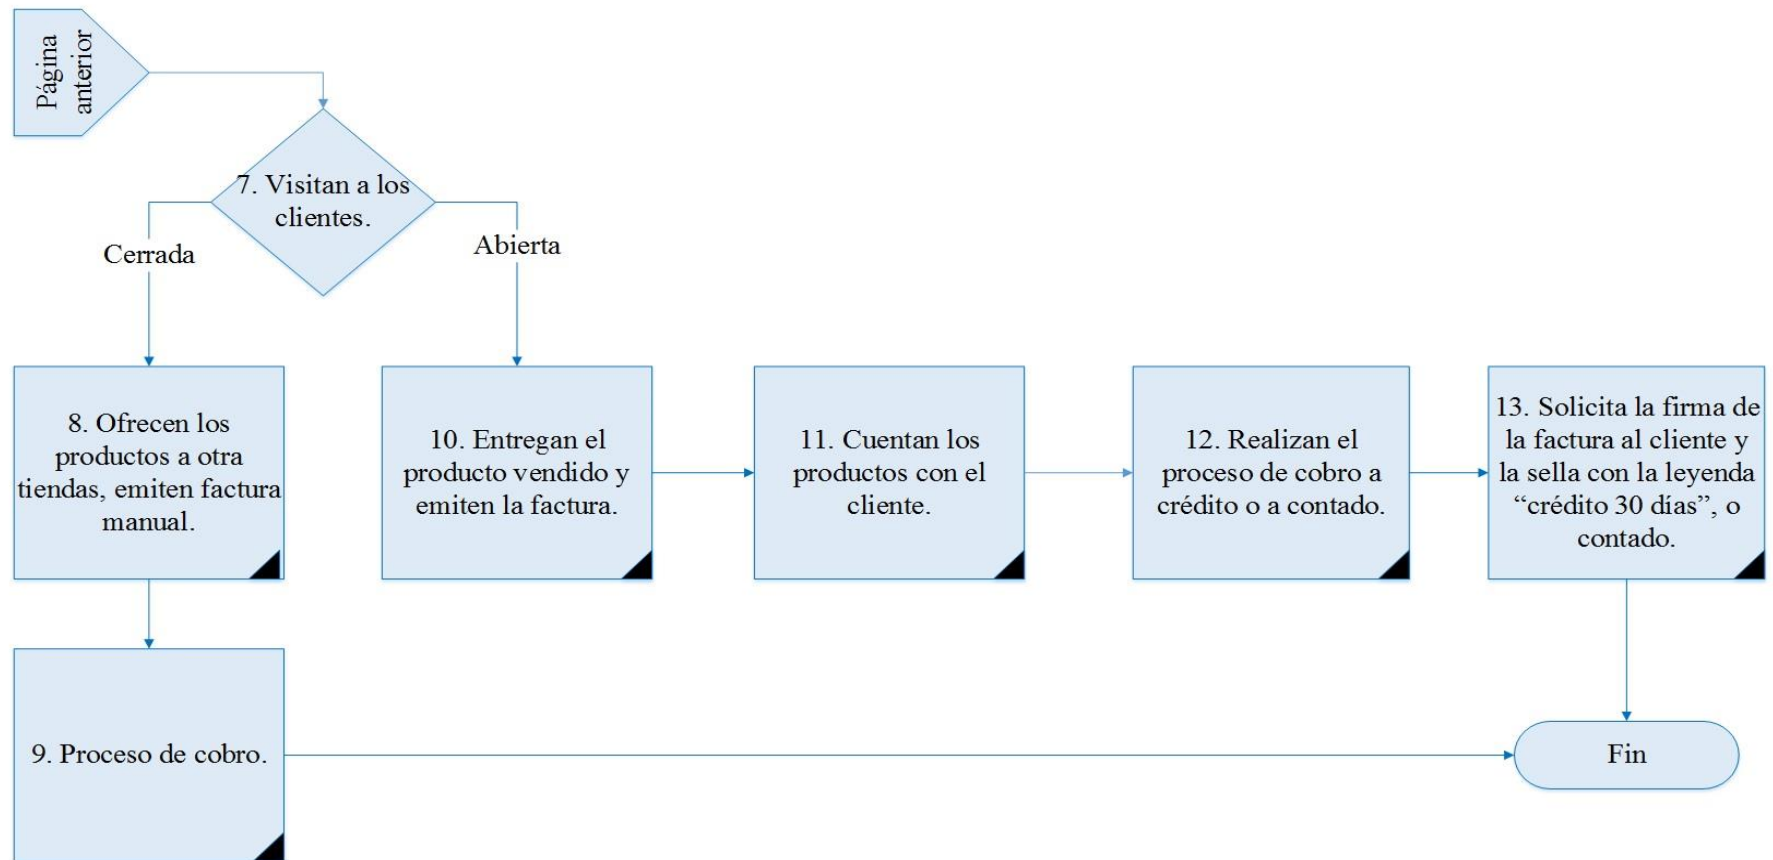 Página
anterior
7. Visitan a los
clientes.
Cerrada
Abierta
8. Ofrecen los
productos a otra
tiendas, emiten factura
manual.
10. Entregan el
producto vendido y
emiten la factura.
11. Cuentan los
productos con el
cliente.
12. Realizan el
proceso de cobro a
crédito o a contado.
13. Solicita la firma de
la factura al cliente y
la sella con la leyenda
“crédito 30 días”, o
contado.
9. Proceso de cobro.
Fin